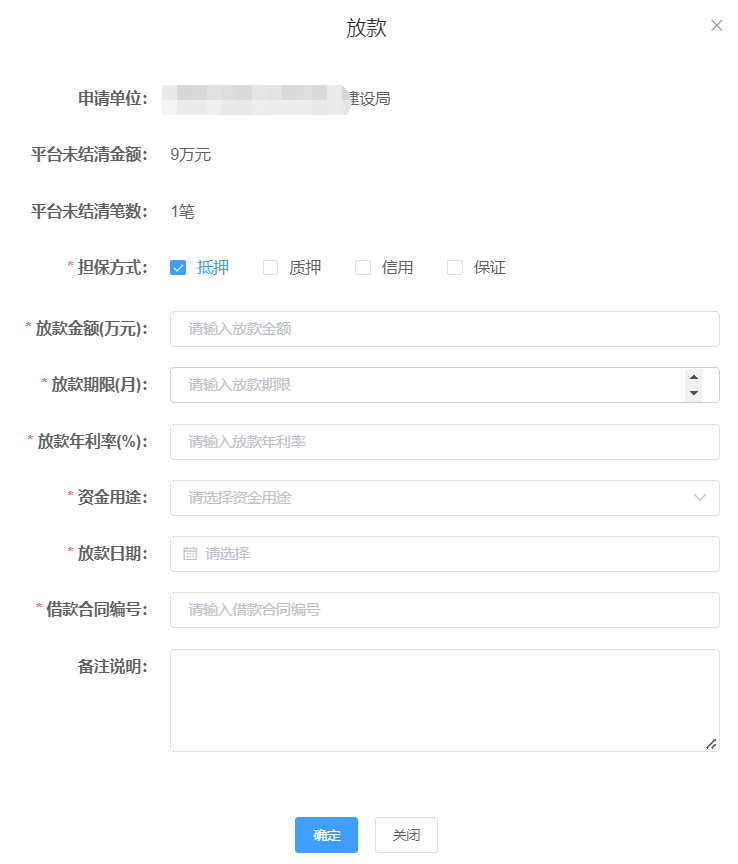 放款
申请单位： 建设局
平台未结清金额： 9万元
平台未结清笔数： 1笔
* 担保方式： 抵押 质押 信用 保证
* 放款金额(万元)： 请输入放款金额
* 放款期限(月)： 请输入放款期限
* 放款年利率(%)： 请输入放款年利率
* 资金用途： 请选择资金用途
* 放款日期： 请选择
* 借款合同编号： 请输入借款合同编号
备注说明：
确定 关闭